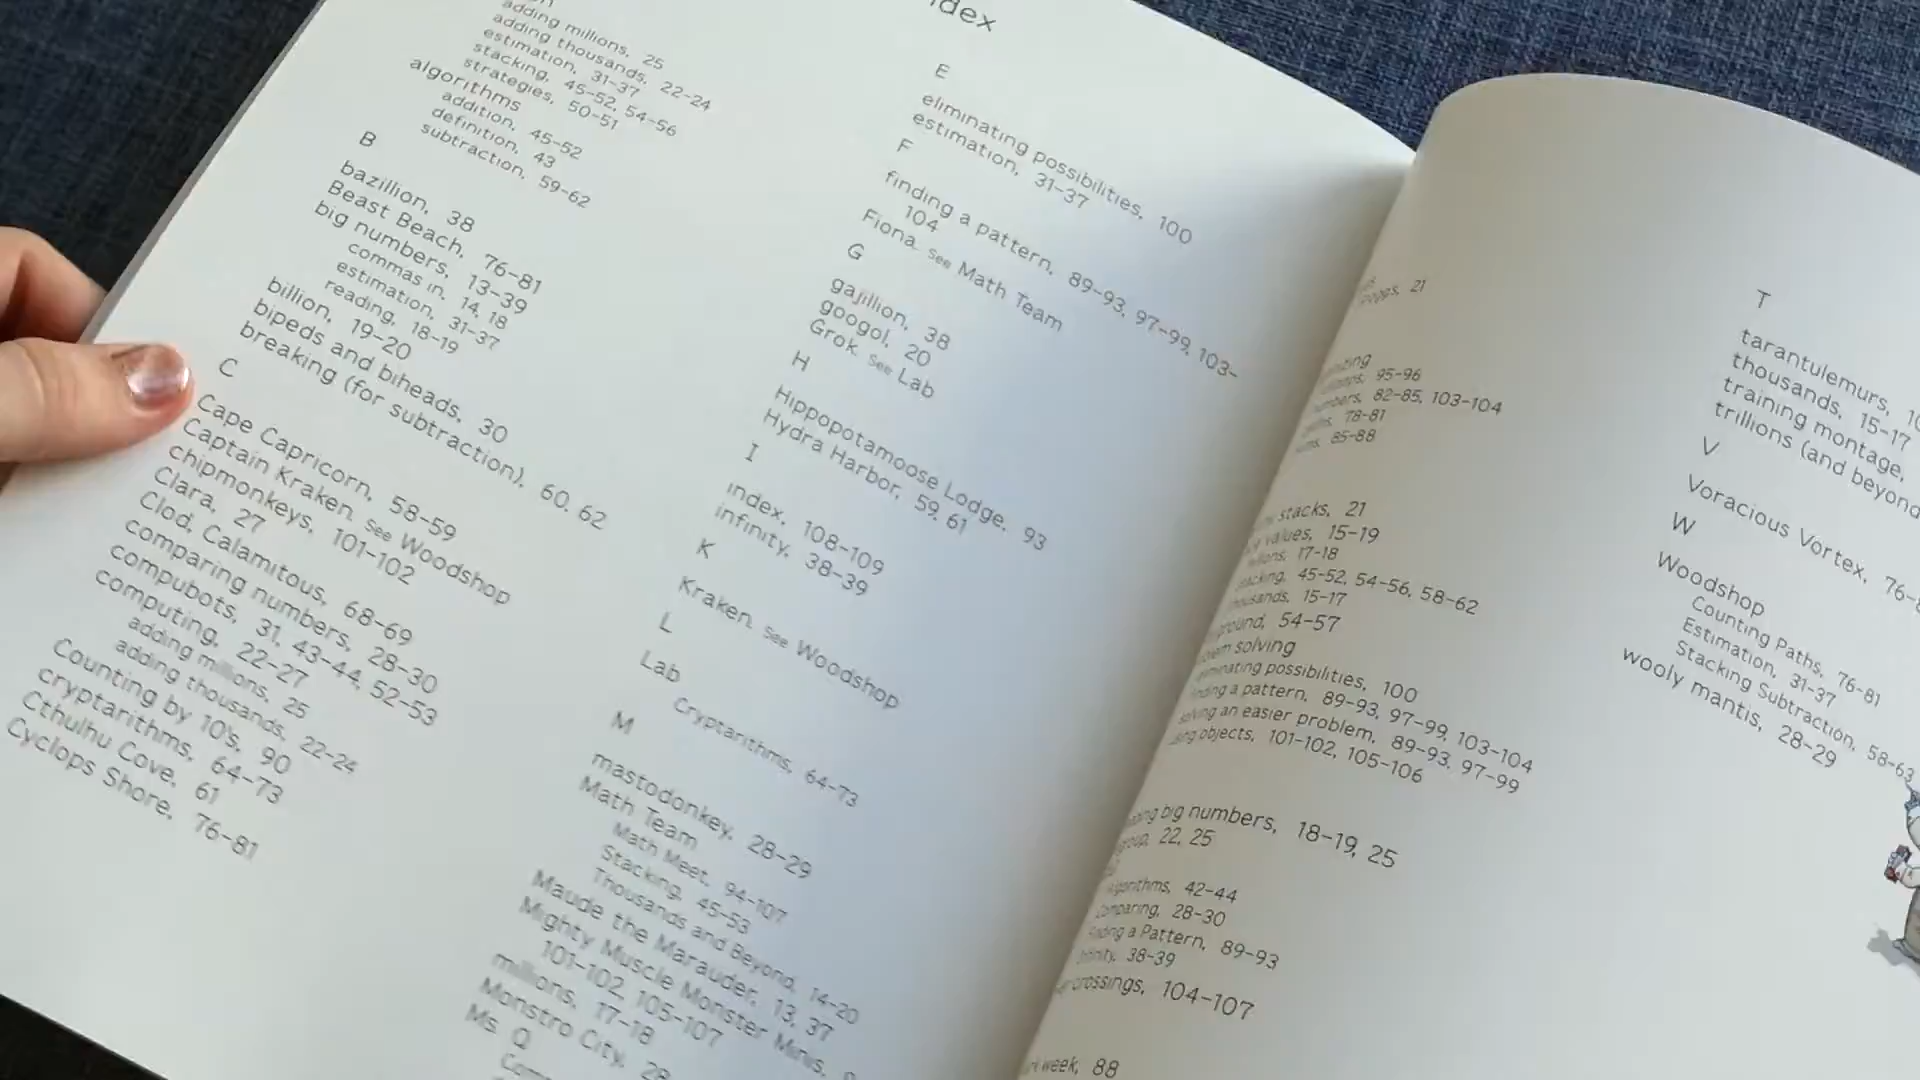 adding millions, 25
adding thousands, 22-24
estimation, 31-37
stacking, 45-52, 54-56
strategies, 50-51
algorithms
addition, 45-52
definition, 43
subtraction, 59-62
B
bazillion, 38
Beast Beach, 76-81
big numbers, 13-39
commas in, 14, 18
estimation, 31-37
reading, 18-19
billion, 19-20
bipeds and biheads, 30
breaking (for subtraction), 60, 62
C
Cape Capricorn, 58-59
Captain Kraken. See Woodshop
chipmonkeys, 101-102
Clara, 27
Clod, Calamitous, 68-69
comparing numbers, 28-30
compubots, 31, 43-44, 52-53
computing, 22-27
adding millions, 25
adding thousands, 22-24
Counting by 10's, 90
cryptarithms, 64-73
Cthulhu Cove, 61
Cyclops Shore, 76-81
dex
E
eliminating possibilities, 100
estimation, 31-37
F
finding a pattern, 89-93, 97-99, 103-
104
Fiona. See Math Team
G
gajillion, 38
googol, 20
Grok. See Lab
H
Hippopotamoose Lodge, 93
Hydra Harbor, 59, 61
I
index, 108-109
infinity, 38-39
K
Kraken. See Woodshop
L
Lab
Cryptarithms, 64-73
M
mastodonkey, 28-29
Math Team
Math Meet, 94-107
Stacking, 45-53
Thousands and Beyond, 14-20
Maude the Marauder, 13, 37
Mighty Muscle Monster Minis,
101-102, 105-107
millions, 17-18
Monstro City, 28
Ms. Q
21
95-96
82-85, 103-104
78-81
85-88
stacks, 21
values, 15-19
17-18
45-52, 54-56, 58-62
15-17
54-57
solving
possibilities, 100
a pattern, 89-93, 97-99, 103-104
an easier problem, 89-93, 97-99
objects, 101-102, 105-106
big numbers, 18-19, 25
22, 25
Algorithms, 42-44
Comparing, 28-30
a Pattern, 89-93
38-39
crossings, 104-107
week, 88
T
tarantulemurs,
thousands, 15-17
training montage,
trillions (and beyond
V
Voracious Vortex, 76-
W
Woodshop
Counting Paths, 76-81
Estimation, 31-37
Stacking Subtraction, 58-63
wooly mantis, 28-29